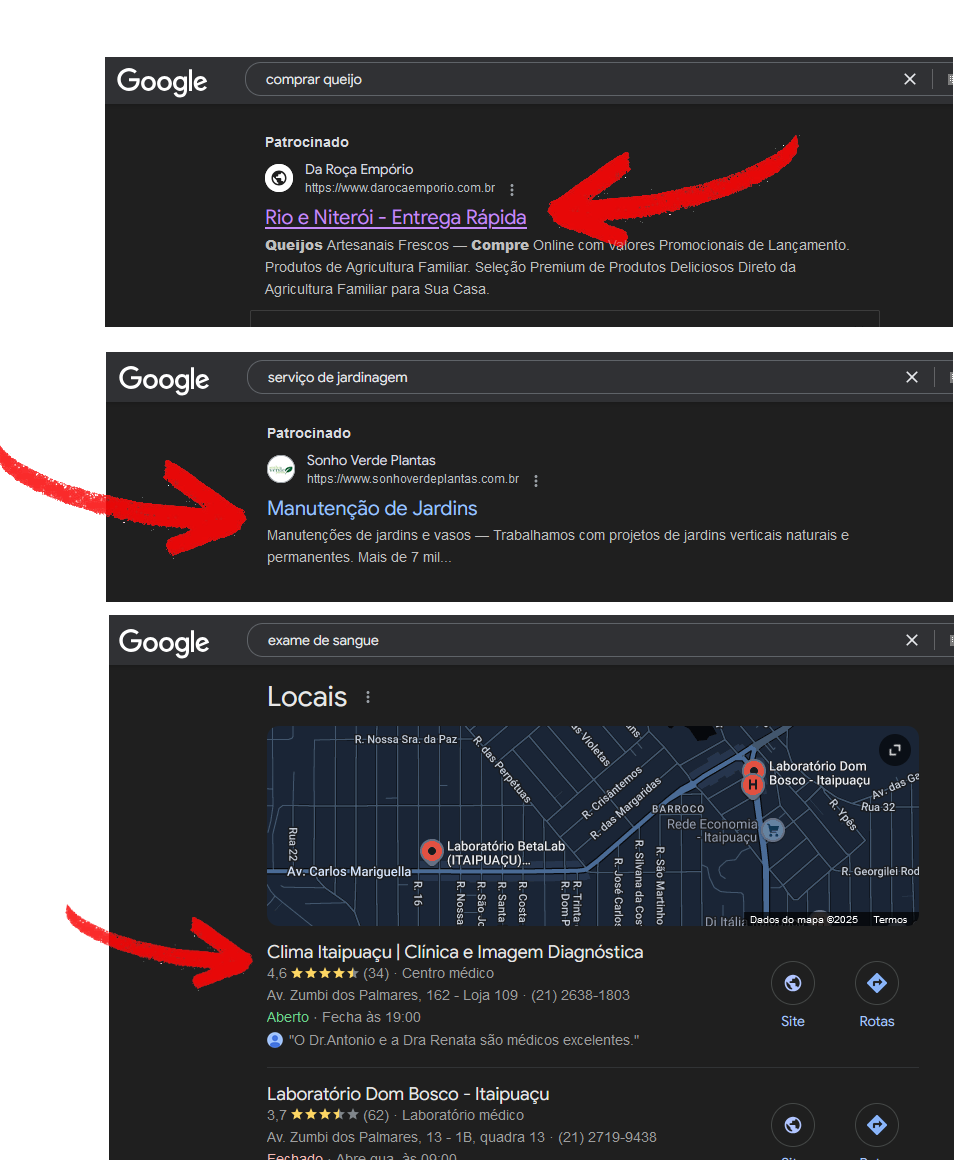 Google
comprar queijo
Patrocinado
Da Roça Empório
https://www.darocaemporio.com.br
Rio e Niterói - Entrega Rápida
Queijos Artesanais Frescos — Compre Online com Valores Promocionais de Lançamento.
Produtos de Agricultura Familiar. Seleção Premium de Produtos Deliciosos Direto da
Agricultura Familiar para Sua Casa.
Google
serviço de jardinagem
Patrocinado
Sonho Verde Plantas
https://www.sonhoverdeplantas.com.br
Manutenção de Jardins
Manutenções de jardins e vasos — Trabalhamos com projetos de jardins verticais naturais e
permanentes. Mais de 7 mil...
Google
exame de sangue
Locais
R. Nossa Sra. da Paz
R. das Perpétuas
das Violetas
R. Crisântemos
R. das Margaridas
BARROCO
Laboratório Dom
Bosco - Itaipuaçu
H
Av. das Ga
Rua 32
R. Ypês
Rede Economia
- Itaipuaçu
Rua 22
Laboratório BetaLab
(ITAIPUAÇU)...
Av. Carlos Mariguella
R. 16
R. Nossa
R. São Jo
R. Santa
R. Costa
R. Dom P
R. Trinta
R. José Carlos
R. Silvana da Cos
R. São Martinho
R. Georgilei Rod
Di Itália
Dados do mapa ©2025
Termos
Clima Itaipuaçu | Clínica e Imagem Diagnóstica
4,6 (34) · Centro médico
Av. Zumbi dos Palmares, 162 - Loja 109 · (21) 2638-1803
Aberto · Fecha às 19:00
"O Dr.Antonio e a Dra Renata são médicos excelentes."
Site
Rotas
Laboratório Dom Bosco - Itaipuaçu
3,7 (62) · Laboratório médico
Av. Zumbi dos Palmares, 13 - 1B, quadra 13 · (21) 2719-9438
Fechado · Abre qua. às 09:00